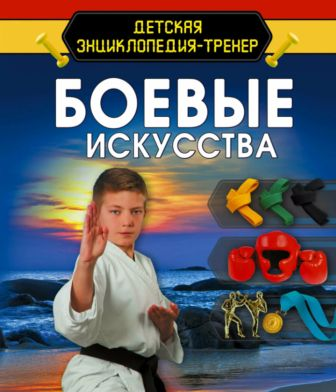 ДЕТСКАЯ
ЭНЦИКЛОПЕДИЯ-ТРЕНЕР
БОЕВЫЕ
ИСКУССТВА